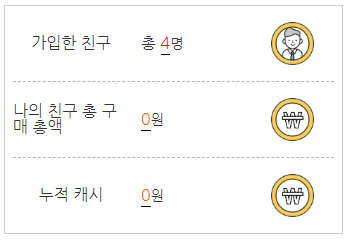 가입한 친구 총 4명
나의 친구 총 구
매 총액 0원
누적 캐시 0원